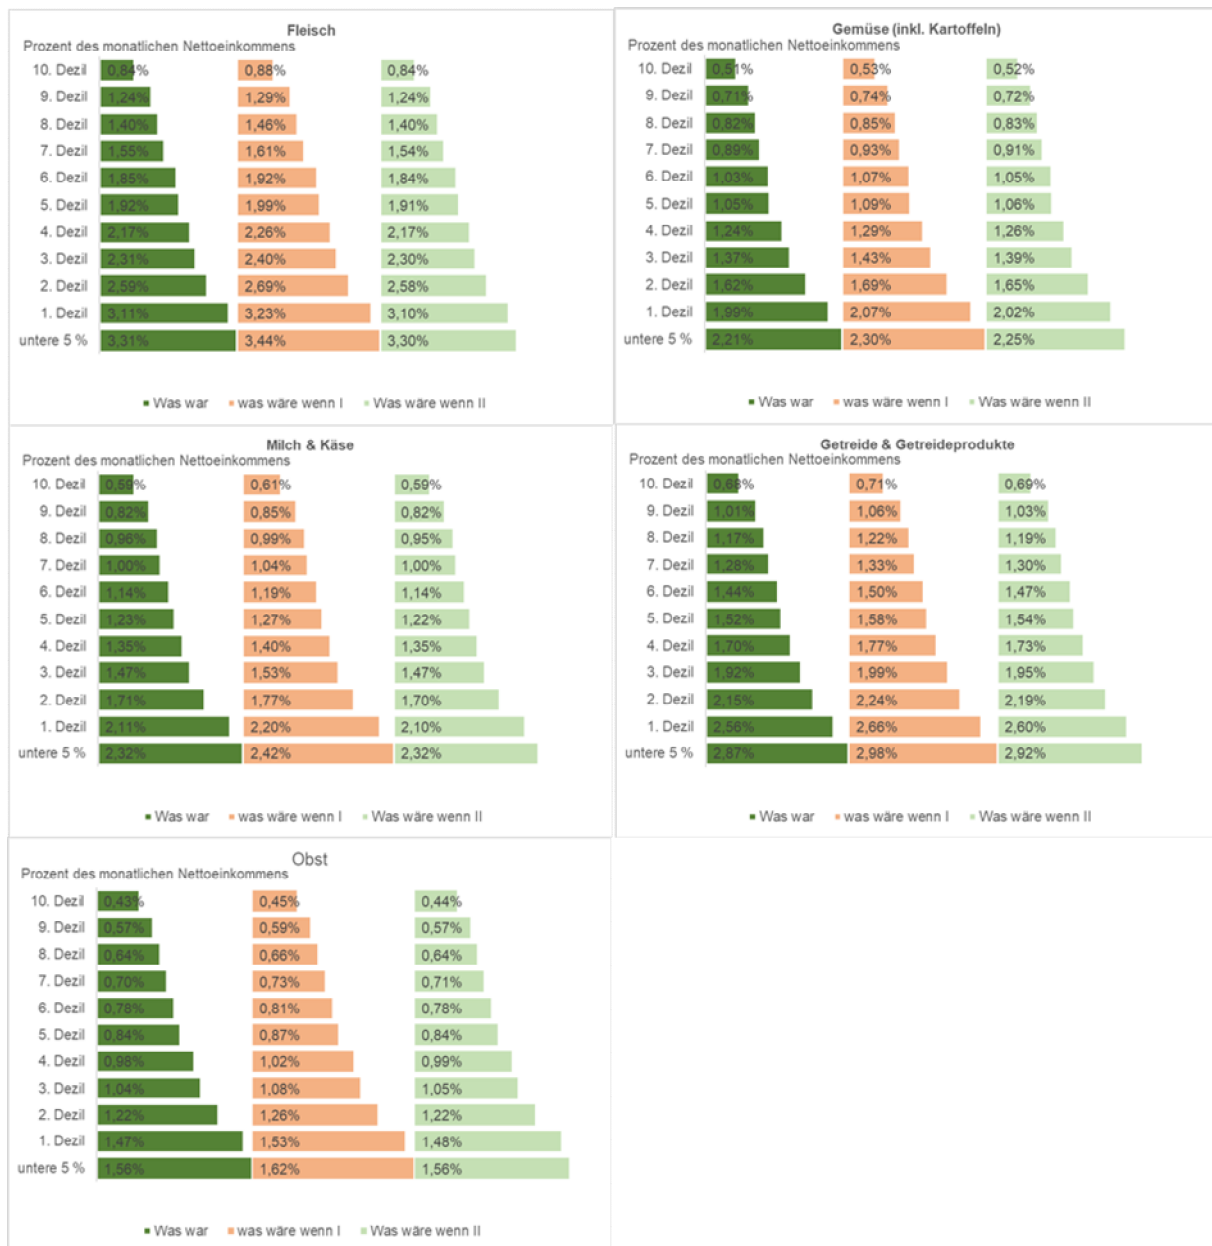 Fleisch
Prozent des monatlichen Nettoeinkommens
10. Dezil 0,84% 0,88% 0,84%
9. Dezil 1,24% 1,29% 1,24%
8. Dezil 1,40% 1,46% 1,40%
7. Dezil 1,55% 1,61% 1,54%
6. Dezil 1,85% 1,92% 1,84%
5. Dezil 1,92% 1,99% 1,91%
4. Dezil 2,17% 2,26% 2,17%
3. Dezil 2,31% 2,40% 2,30%
2. Dezil 2,59% 2,69% 2,58%
1. Dezil 3,11% 3,23% 3,10%
untere 5 % 3,31% 3,44% 3,30%
Was war was wäre wenn I Was wäre wenn II
Gemüse (inkl. Kartoffeln)
Prozent des monatlichen Nettoeinkommens
10. Dezil 0,51% 0,53% 0,52%
9. Dezil 0,71% 0,74% 0,72%
8. Dezil 0,82% 0,85% 0,83%
7. Dezil 0,89% 0,93% 0,91%
6. Dezil 1,03% 1,07% 1,05%
5. Dezil 1,05% 1,09% 1,06%
4. Dezil 1,24% 1,29% 1,26%
3. Dezil 1,37% 1,43% 1,39%
2. Dezil 1,62% 1,69% 1,65%
1. Dezil 1,99% 2,07% 2,02%
untere 5 % 2,21% 2,30% 2,25%
Was war was wäre wenn I Was wäre wenn II
Milch & Käse
Prozent des monatlichen Nettoeinkommens
10. Dezil 0,59% 0,61% 0,59%
9. Dezil 0,82% 0,85% 0,82%
8. Dezil 0,96% 0,99% 0,95%
7. Dezil 1,00% 1,04% 1,00%
6. Dezil 1,14% 1,19% 1,14%
5. Dezil 1,23% 1,27% 1,22%
4. Dezil 1,35% 1,40% 1,35%
3. Dezil 1,47% 1,53% 1,47%
2. Dezil 1,71% 1,77% 1,70%
1. Dezil 2,11% 2,20% 2,10%
untere 5 % 2,32% 2,42% 2,32%
Was war was wäre wenn I Was wäre wenn II
Getreide & Getreideprodukte
Prozent des monatlichen Nettoeinkommens
10. Dezil 0,68% 0,71% 0,69%
9. Dezil 1,01% 1,06% 1,03%
8. Dezil 1,17% 1,22% 1,19%
7. Dezil 1,28% 1,33% 1,30%
6. Dezil 1,44% 1,50% 1,47%
5. Dezil 1,52% 1,58% 1,54%
4. Dezil 1,70% 1,77% 1,73%
3. Dezil 1,92% 1,99% 1,95%
2. Dezil 2,15% 2,24% 2,19%
1. Dezil 2,56% 2,66% 2,60%
untere 5 % 2,87% 2,98% 2,92%
Was war was wäre wenn I Was wäre wenn II
Obst
Prozent des monatlichen Nettoeinkommens
10. Dezil 0,43% 0,45% 0,44%
9. Dezil 0,57% 0,59% 0,57%
8. Dezil 0,64% 0,66% 0,64%
7. Dezil 0,70% 0,73% 0,71%
6. Dezil 0,78% 0,81% 0,78%
5. Dezil 0,84% 0,87% 0,84%
4. Dezil 0,98% 1,02% 0,99%
3. Dezil 1,04% 1,08% 1,05%
2. Dezil 1,22% 1,26% 1,22%
1. Dezil 1,47% 1,53% 1,48%
untere 5 % 1,56% 1,62% 1,56%
Was war was wäre wenn I Was wäre wenn II